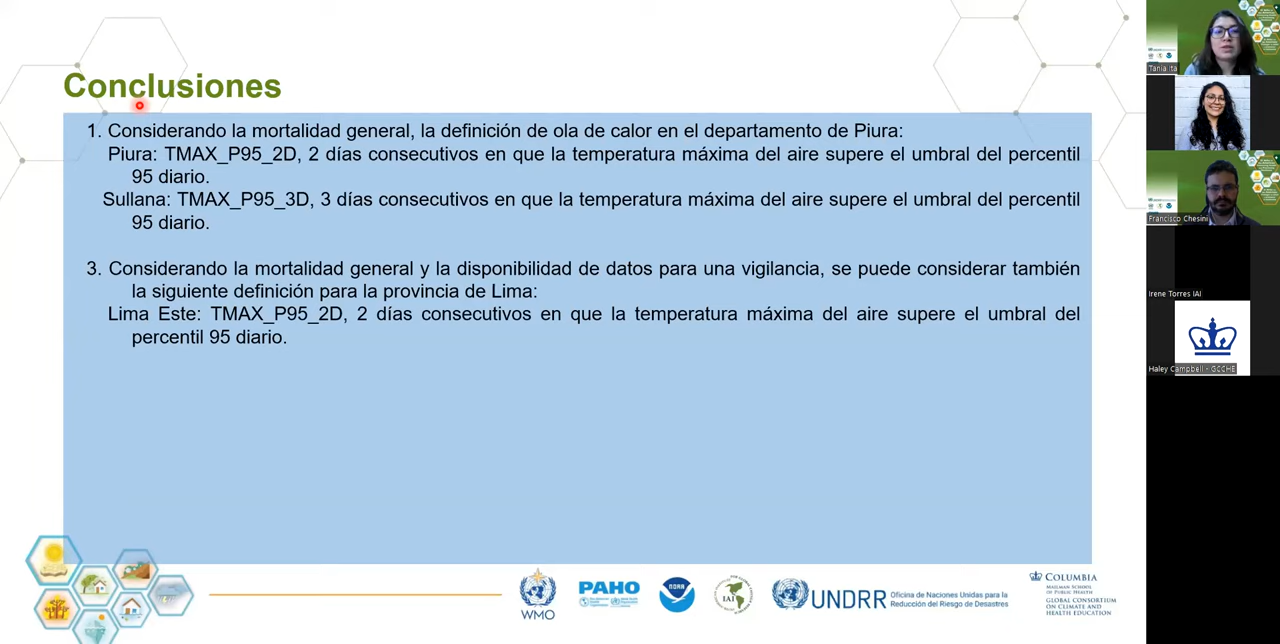 Conclusiones
1. Considerando la mortalidad general, la definición de ola de calor en el departamento de Piura:
Piura: TMAX_P95_2D, 2 días consecutivos en que la temperatura máxima del aire supere el umbral del percentil
95 diario.
Sullana: TMAX_P95_3D, 3 días consecutivos en que la temperatura máxima del aire supere el umbral del percentil
95 diario.
3. Considerando la mortalidad general y la disponibilidad de datos para una vigilancia, se puede considerar también
la siguiente definición para la provincia de Lima:
Lima Este: TMAX_P95_2D, 2 días consecutivos en que la temperatura máxima del aire supere el umbral del
percentil 95 diario.
WMO
PAHO
NOAA
IAI
UNDRR
Oficina de Naciones Unidas para la
Reducción del Riesgo de Desastres
COLUMBIA
MAILMAN SCHOOL
OF PUBLIC HEALTH
GLOBAL CONSORTIUM
ON CLIMATE AND
HEALTH EDUCATION
Tania Ita
Francisco Chesini
Irene Torres IAI
Haley Campbell - GCCHE